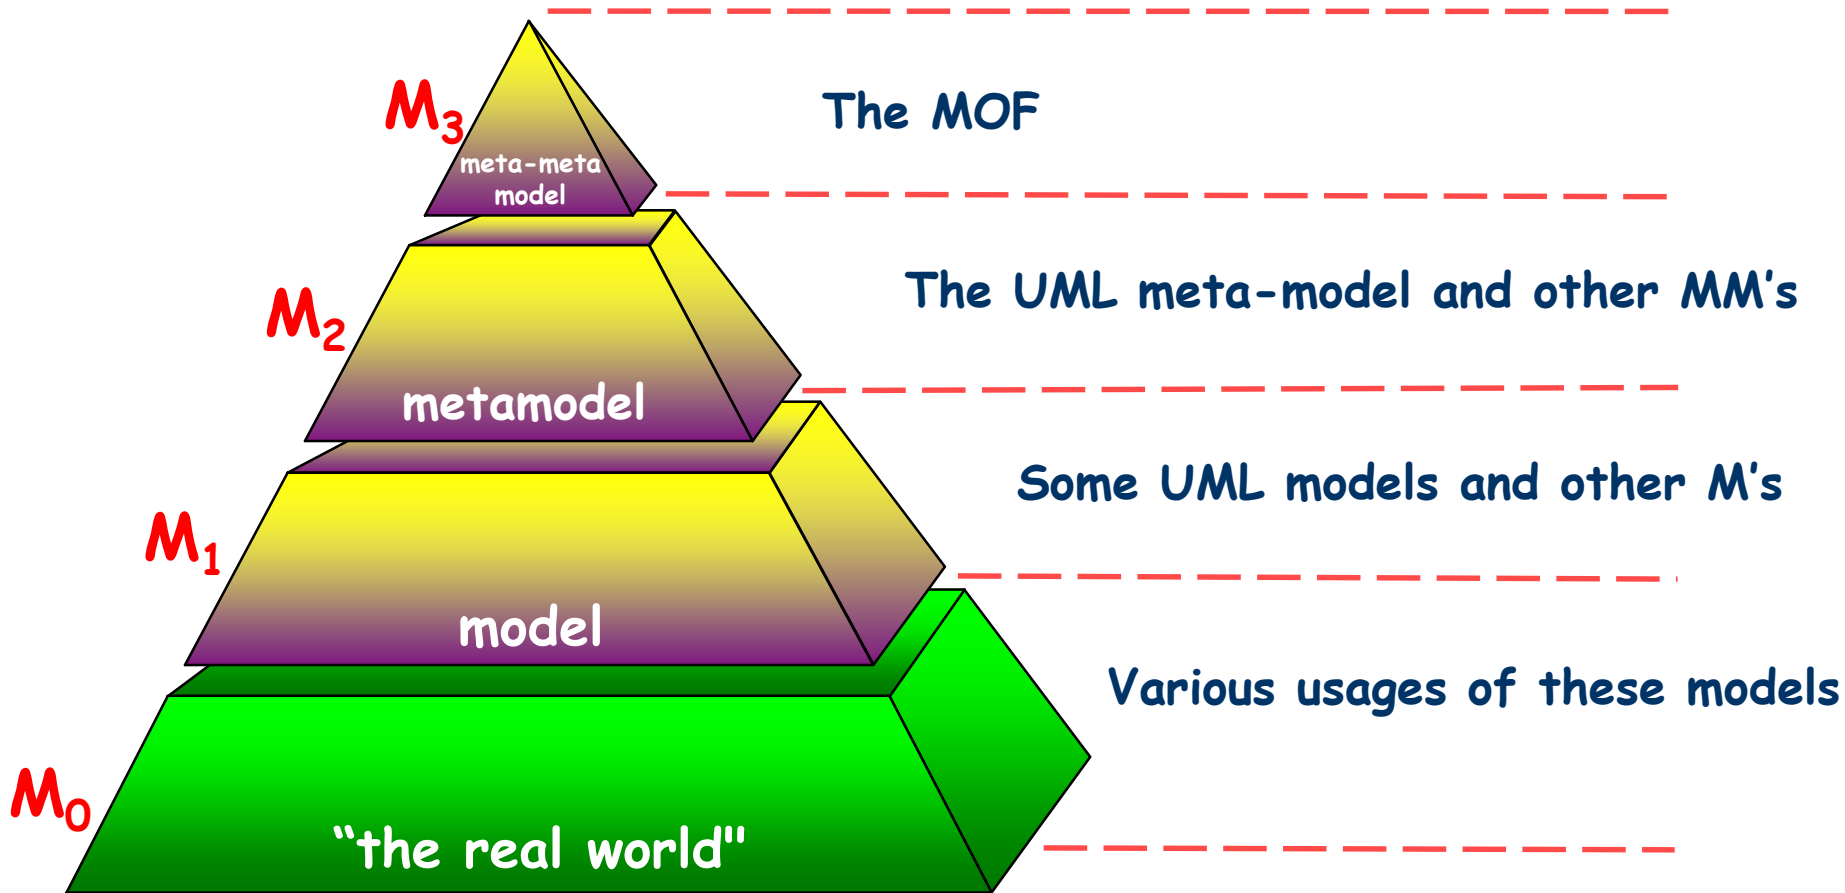 M3
The MOF
meta-meta
model
M2
The UML meta-model and other MM's
metamodel
M1
Some UML models and other M's
model
Various usages of these models
M0
“the real world"